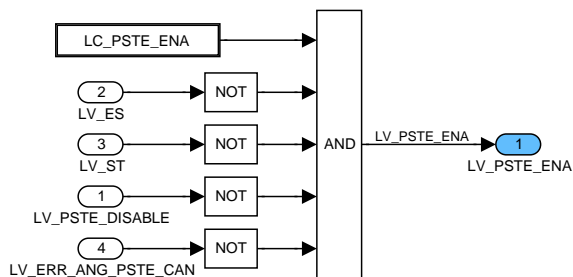 LC_PSTE_ENA
2
NOT
LV_ES
3
NOT
AND
LV_PSTE_ENA
1
LV_ST
LV_PSTE_ENA
1
NOT
LV_PSTE_DISABLE
4
NOT
LV_ERR_ANG_PSTE_CAN